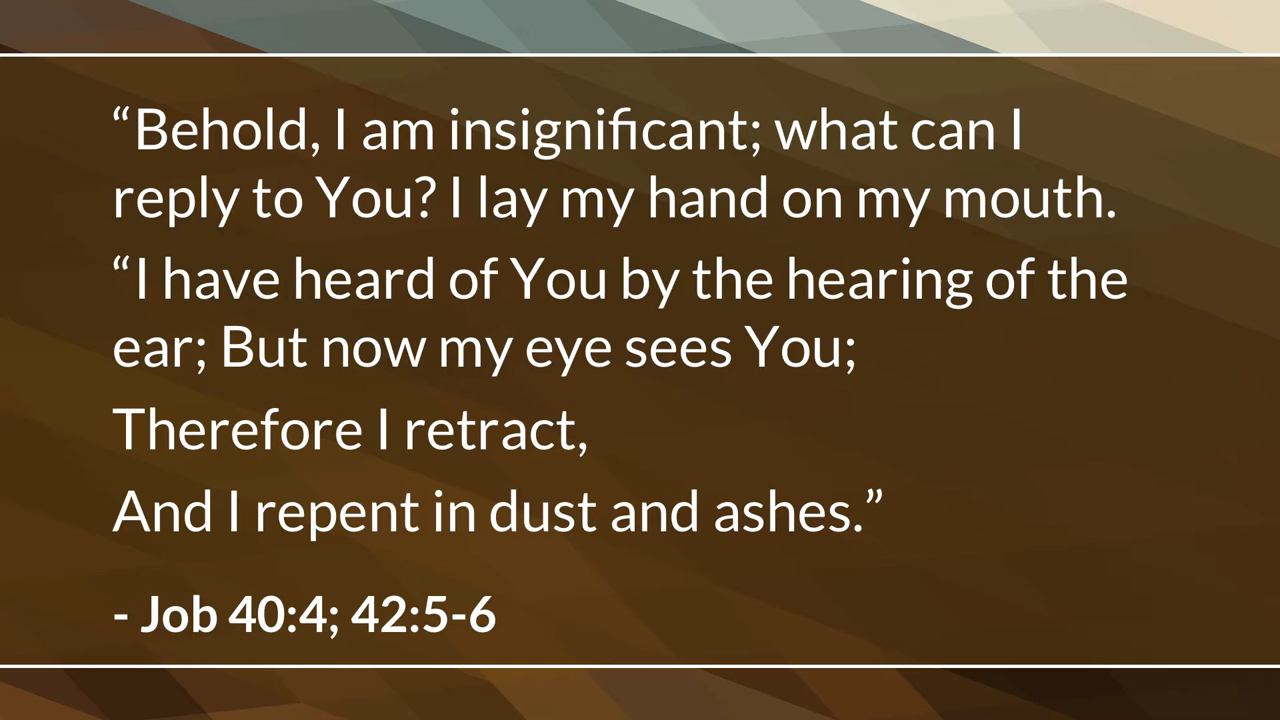 “Behold, I am insignificant; what can I
reply to You? I lay my hand on my mouth.
“I have heard of You by the hearing of the
ear; But now my eye sees You;
Therefore I retract,
And I repent in dust and ashes.”
- Job 40:4; 42:5-6